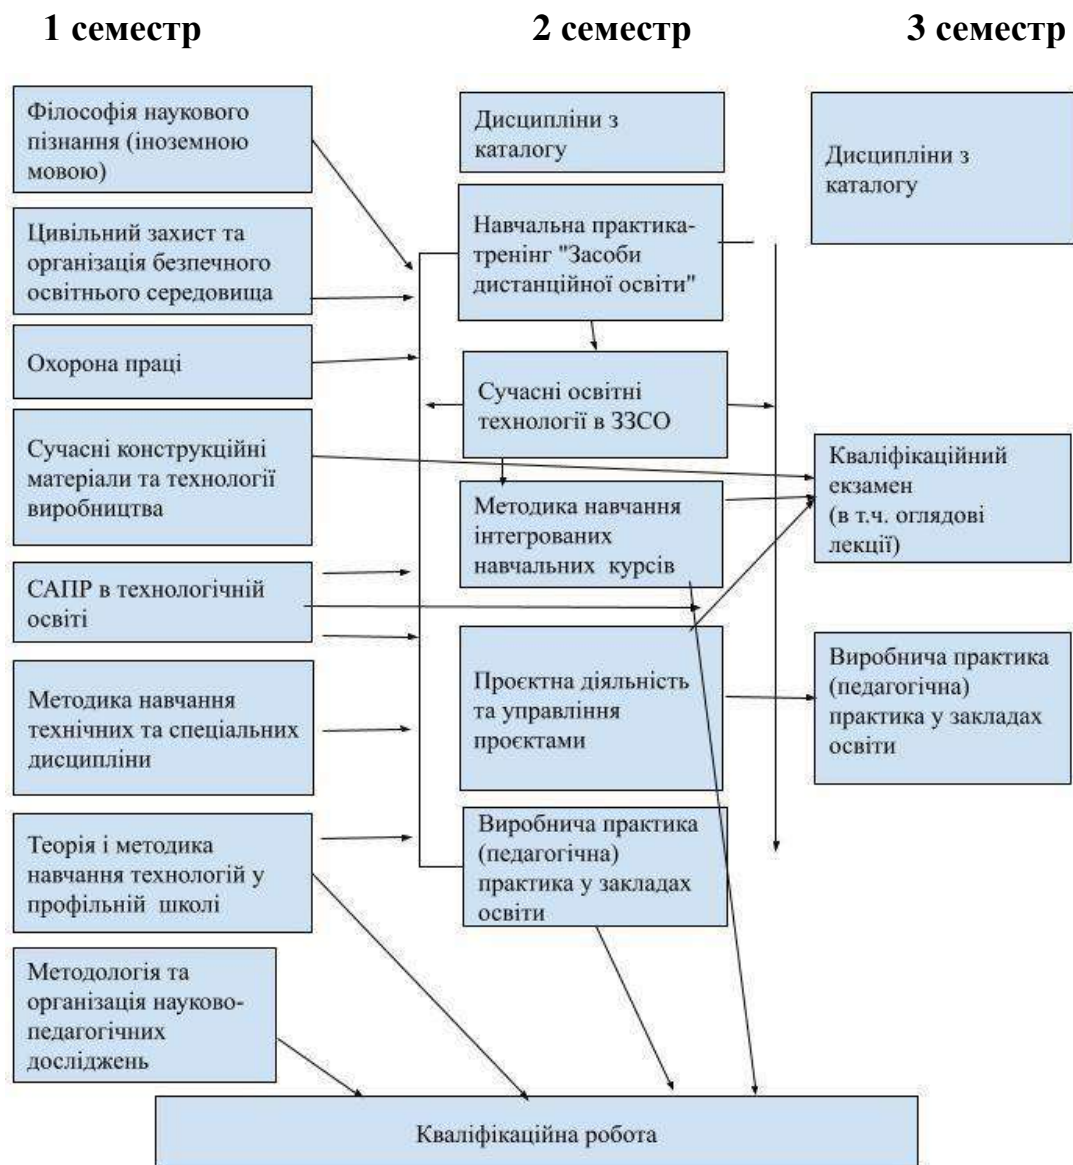 1 семестр
2 семестр
3 семестр
Філософія наукового
пізнання (іноземною
мовою)
Цивільний захист та
організація безпечного
освітнього середовища
Охорона праці
Сучасні конструкційні
матеріали та технології
виробництва
САПР в технологічній
освіті
Методика навчання
технічних та спеціальних
дисципліни
Теорія і методика
навчання технологій у
профільній школі
Методологія та
організація науково-
педагогічних
досліджень
Дисципліни з
каталогу
Навчальна практика-
тренінг "Засоби
дистанційної освіти"
Сучасні освітні
технології в ЗЗСО
Методика навчання
інтегрованих
навчальних курсів
Проєктна діяльність
та управління
проєктами
Виробнича практика
(педагогічна)
практика у закладах
освіти
Дисципліни з
каталогу
Кваліфікаційний
екзамен
(в т.ч. оглядові
лекції)
Виробнича практика
(педагогічна)
практика у закладах
освіти
Кваліфікаційна робота